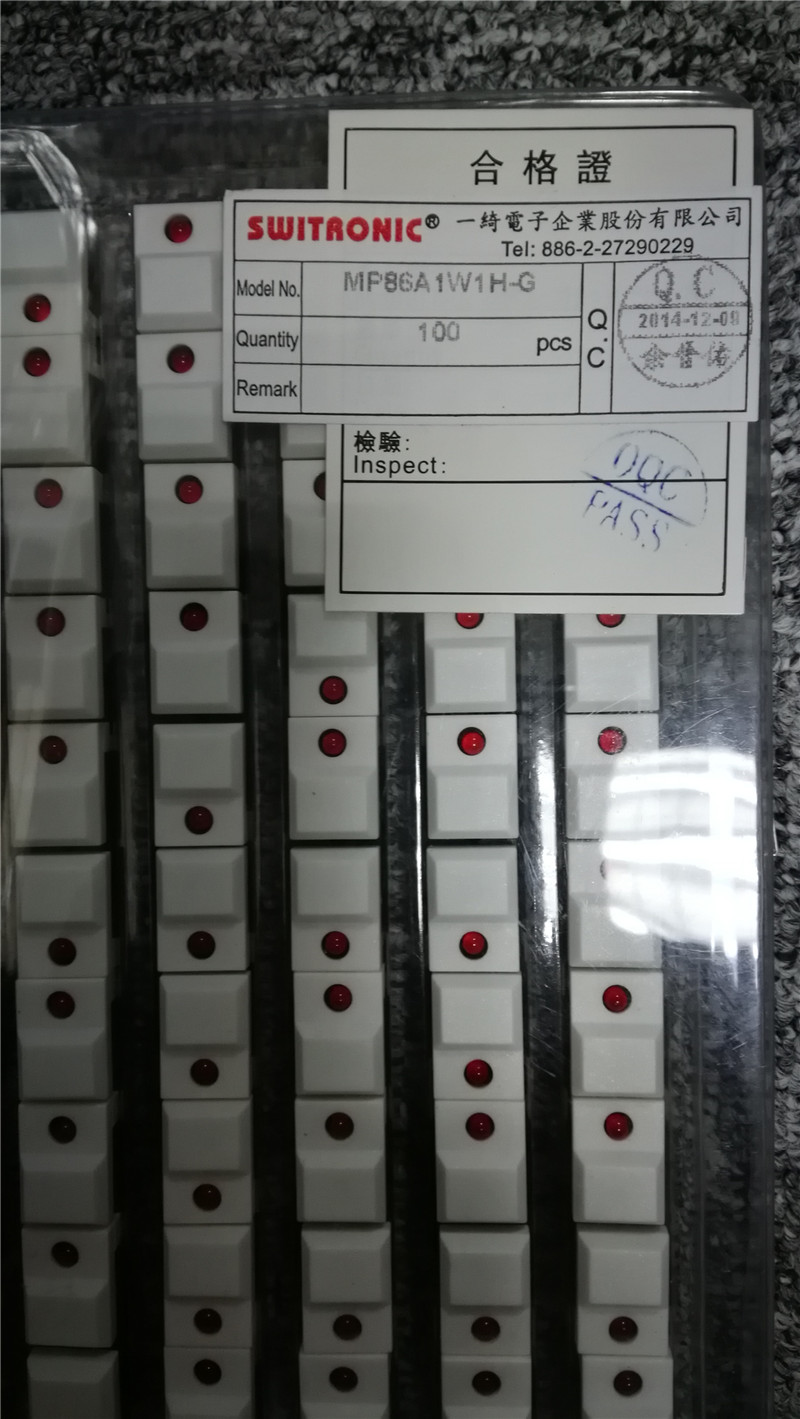 合格證
SWITRONIC® 一綺電子企業股份有限公司
Tel: 886-2-27290229
Model No. MP86A1W1H-G
Quantity 100 pcs
Remark
Q.C
Q.C
2014-12-09
檢驗:
Inspect:
OQC
PASS